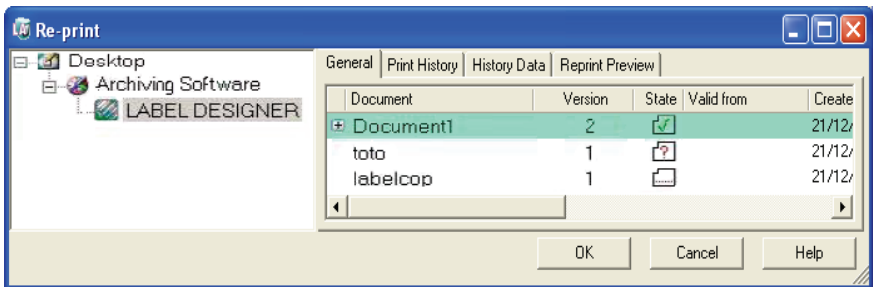 Re-print
Desktop
Archiving Software
LABEL DESIGNER
General Print History History Data Reprint Preview
Document Version State Valid from Create
Document1 2 21/12/
toto 1 ? 21/12/
labelcop 1 21/12/
OK Cancel Help